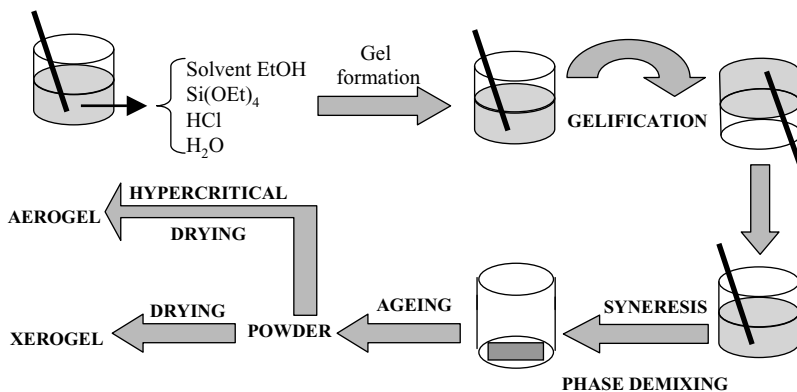 Solvent EtOH
Si(OEt)₄
HCl
H₂O
Gel
formation
GELIFICATION
HYPERCRITICAL
AEROGEL
DRYING
DRYING
XEROGEL
POWDER
AGEING
SYNERESIS
PHASE DEMIXING